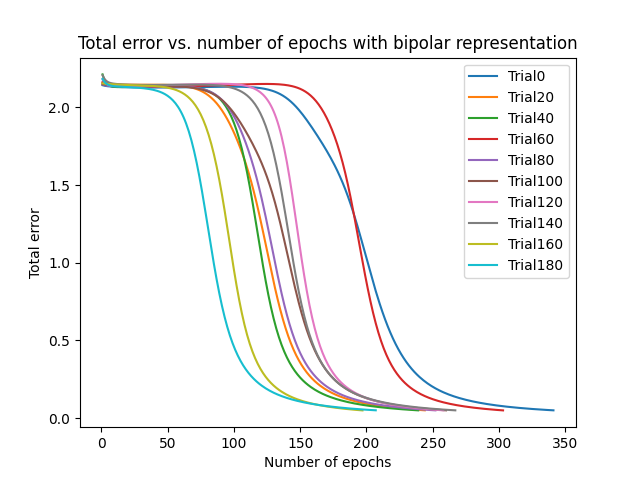 Total error vs. number of epochs with bipolar representation
Total error
2.0
1.5
1.0
0.5
0.0
0
50
100
150
200
250
300
350
Number of epochs
Trial0
Trial20
Trial40
Trial60
Trial80
Trial100
Trial120
Trial140
Trial160
Trial180